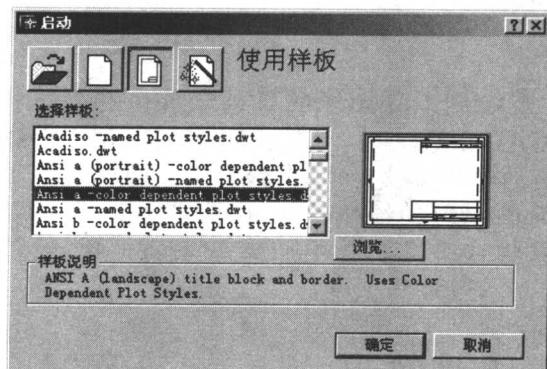 启动
使用样板
选择样板:
Acadiso -named plot styles.dwt
Acadiso.dwt
Ansi a (portrait) -color dependent pl
Ansi a (portrait) -named plot styles.
Ansi a -color dependent plot styles.d
Ansi a -named plot styles.dwt
Ansi b -color dependent plot styles.d
浏览...
样板说明
ANSI A (landscape) title block and border. Uses Color
Dependent Plot Styles.
确定
取消